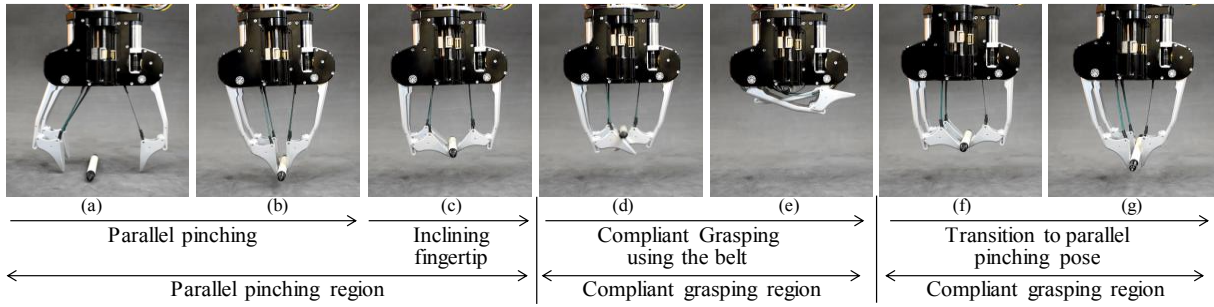 (a) (b) (c) (d) (e) (f) (g)
Parallel pinching
Inclining
fingertip
Compliant Grasping
using the belt
Transition to parallel
pinching pose
Parallel pinching region
Compliant grasping region
Compliant grasping region